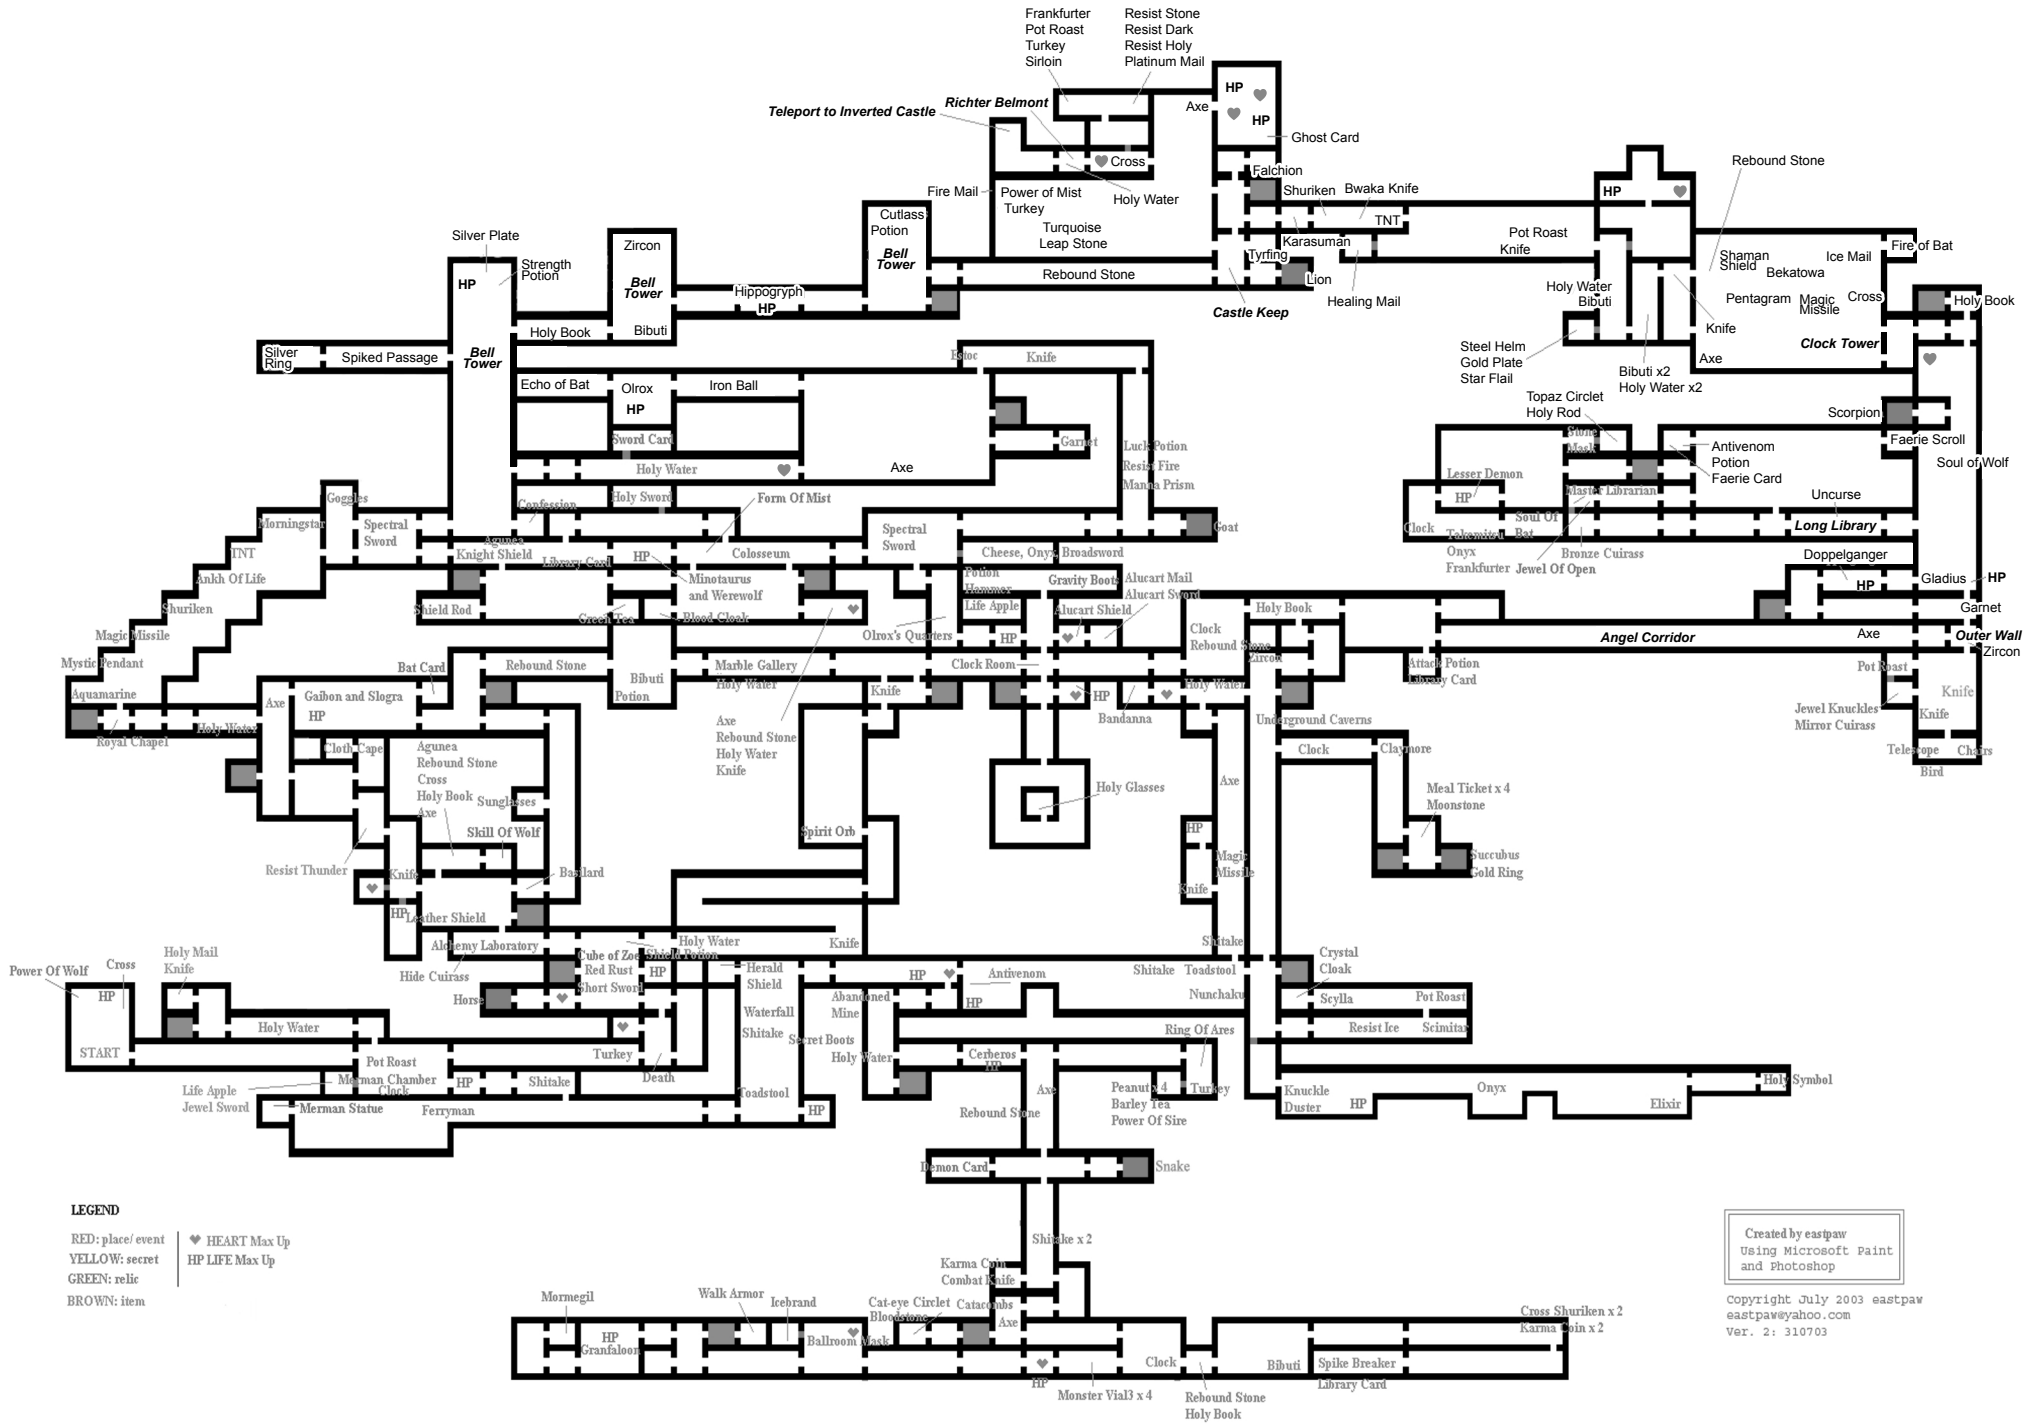 Frankfurter
Pot Roast
Turkey
Sirloin
Resist Stone
Resist Dark
Resist Holy
Platinum Mail
Teleport to Inverted Castle
Richter Belmont
Axe
HP
HP
Ghost Card
Cross
Holy Water
Fire Mail
Power of Mist
Turkey
Turquoise
Leap Stone
Falchion
Shuriken
Bwaka Knife
TNT
Karasuman
Tyrfing
Lion
Healing Mail
Castle Keep
Rebound Stone
Cutlass
Potion
Bell
Tower
Hippogryph
HP
Zircon
Bell
Tower
Bibuti
Holy Book
Silver Plate
Strength
Potion
HP
Bell
Tower
Silver
Ring
Spiked Passage
Rebound Stone
HP
Pot Roast
Knife
Holy Water
Bibuti
Steel Helm
Gold Plate
Star Flail
Bibuti x2
Holy Water x2
Knife
Axe
Shaman
Shield
Bekatowa
Ice Mail
Fire of Bat
Pentagram
Magic
Missile
Cross
Clock Tower
Holy Book
Scorpion
Faerie Scroll
Soul of Wolf
Topaz Circlet
Holy Rod
Stone
Mask
Antivenom
Potion
Faerie Card
Lesser Demon
HP
Master Librarian
Uncurse
Long Library
Clock
Takemitsu
Onyx
Frankfurter
Soul Of
Bat
Jewel Of Open
Bronze Cuirass
Doppelganger
HP
Gladius
HP
Garnet
Angel Corridor
Axe
Outer Wall
Zircon
Attack Potion
Library Card
Pot Roast
Jewel Knuckles
Mirror Cuirass
Knife
Knife
Telescope
Bird
Chairs
Echo of Bat
Olrox
HP
Iron Ball
Sword Card
Holy Water
Axe
Estoc
Knife
Garnet
Luck Potion
Resist Fire
Manna Prism
Goat
Confession
Holy Sword
Form Of Mist
Goggles
Morningstar
Spectral
Sword
TNT
Ankh Of Life
Shuriken
Magic Missile
Mystic Pendant
Aquamarine
Royal Chapel
Holy Water
Agunea
Knight Shield
Library Card
HP
Colosseum
Minotaurus
and Werewolf
Shield Rod
Green Tea
Blood Cloak
Spectral
Sword
Cheese, Onyx, Broadsword
Potion
Hammer
Life Apple
Gravity Boots
Alucart Mail
Alucart Sword
Alucart Shield
Olrox's Quarters
HP
Clock
Rebound Stone
Holy Book
Zircon
Bat Card
Rebound Stone
Bibuti
Potion
Marble Gallery
Holy Water
Clock Room
Knife
HP
Bandanna
Holy Water
Underground Caverns
Axe
Gaibon and Slogra
HP
Cloth Cape
Agunea
Rebound Stone
Cross
Holy Book
Axe
Sunglasses
Skill Of Wolf
Resist Thunder
Knife
Basilard
HP
Leather Shield
Alchemy Laboratory
Hide Cuirass
Axe
Rebound Stone
Holy Water
Knife
Spirit Orb
Holy Glasses
Axe
HP
Magic
Missile
Knife
Clock
Claymore
Meal Ticket x 4
Moonstone
Succubus
Gold Ring
Cube of Zoe
Holy Water
Shield Potion
Red Rust
Short Sword
HP
Horse
Knife
Herald
Shield
Waterfall
Shitake
Toadstool
Shitake
Shitake
Toadstool
Nunchaku
Crystal
Cloak
Scylla
Pot Roast
Resist Ice
Scimitar
HP
Antivenom
HP
Abandoned
Mine
Secret Boots
Holy Water
Cerberos
HP
Ring Of Ares
Turkey
Peanut x 4
Barley Tea
Power Of Sire
Axe
Rebound Stone
Power Of Wolf
Cross
HP
START
Holy Mail
Knife
Holy Water
Pot Roast
Merman Chamber
Clock
HP
Shitake
Turkey
Death
Life Apple
Jewel Sword
Merman Statue
Ferryman
HP
Knuckle
Duster
HP
Onyx
Elixir
Holy Symbol
Demon Card
Snake
Shitake x 2
Karma Coin
Combat Knife
Catacombs
Axe
Mormegil
HP
Granfaloon
Walk Armor
Icebrand
Ballroom Mask
Cat-eye Circlet
Bloodstone
HP
Monster Vial3 x 4
Clock
Rebound Stone
Holy Book
Bibuti
Spike Breaker
Library Card
Cross Shuriken x 2
Karma Coin x 2
LEGEND
RED: place/ event
YELLOW: secret
GREEN: relic
BROWN: item
HEART Max Up
HP LIFE Max Up
Created by eastpaw
Using Microsoft Paint
and Photoshop
Copyright July 2003 eastpaw
eastpaw@yahoo.com
Ver. 2: 310703